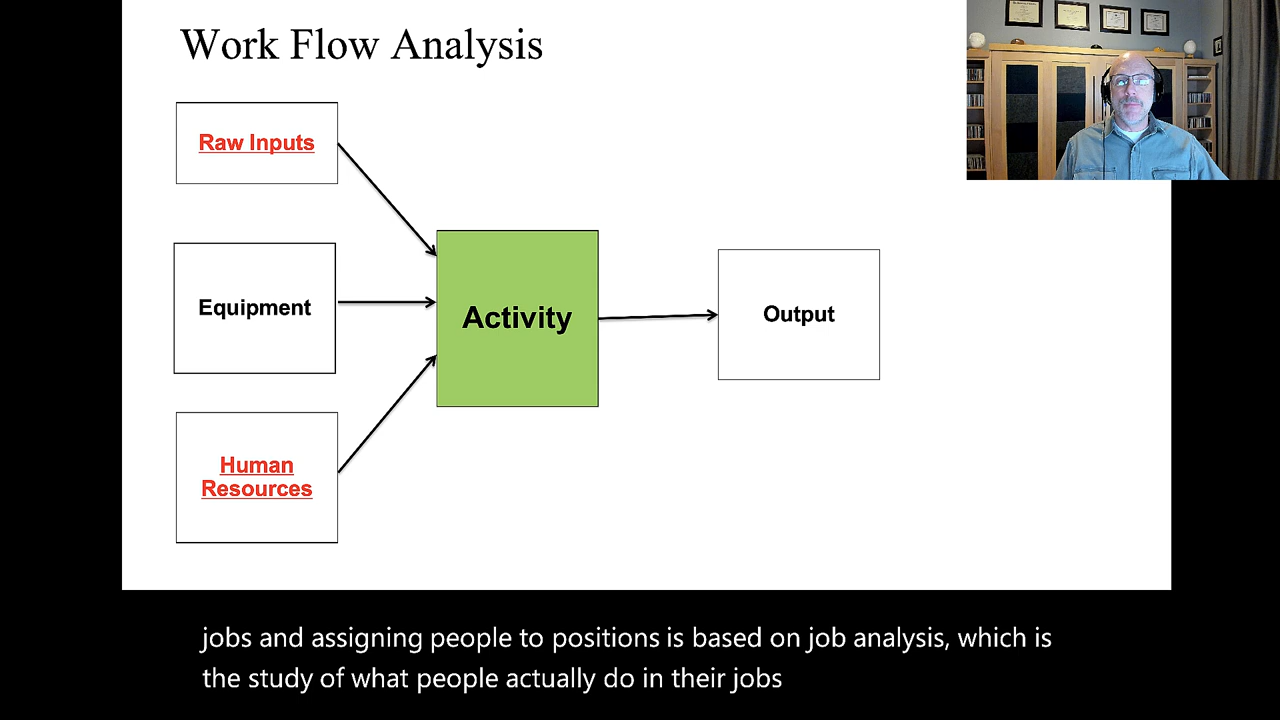 Work Flow Analysis
Raw Inputs
Equipment
Activity
Output
Human
Resources
jobs and assigning people to positions is based on job analysis, which is
the study of what people actually do in their jobs